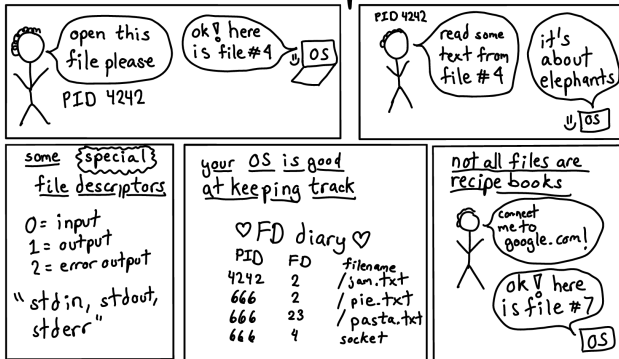 open this
file please
ok! here
is file #4
OS
PID 4242
PID 4242
read some
text from
file #4
it's
about
elephants
OS
some special
file descriptors
0 = input
1 = output
2 = error output
"stdin, stdout,
stderr"
your OS is good
at keeping track
♡ FD diary ♡
PID FD filename
4242 2 /jam.txt
666 2 /pie.txt
666 23 /pasta.txt
666 4 socket
not all files are
recipe books
connect
me to
google.com!
ok! here
is file #7
OS